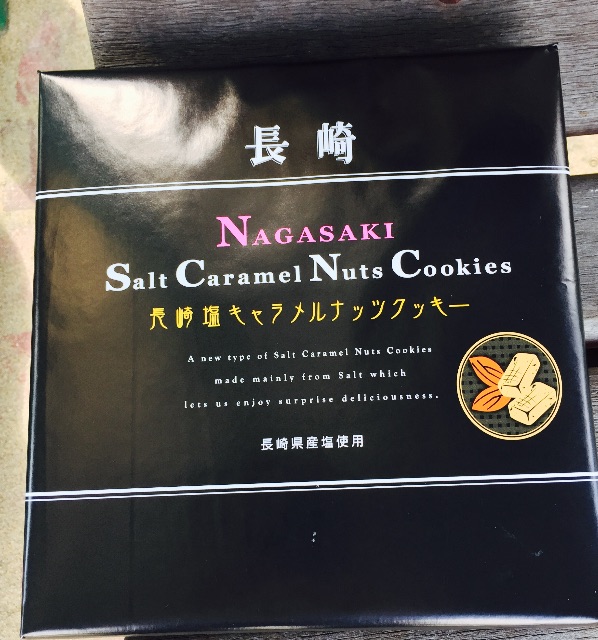 長崎
NAGASAKI
Salt Caramel Nuts Cookies
長崎塩キャラメルナッツクッキー
A new type of Salt Caramel Nuts Cookies
made mainly from Salt which
lets us enjoy surprise deliciousness.
長崎県産塩使用